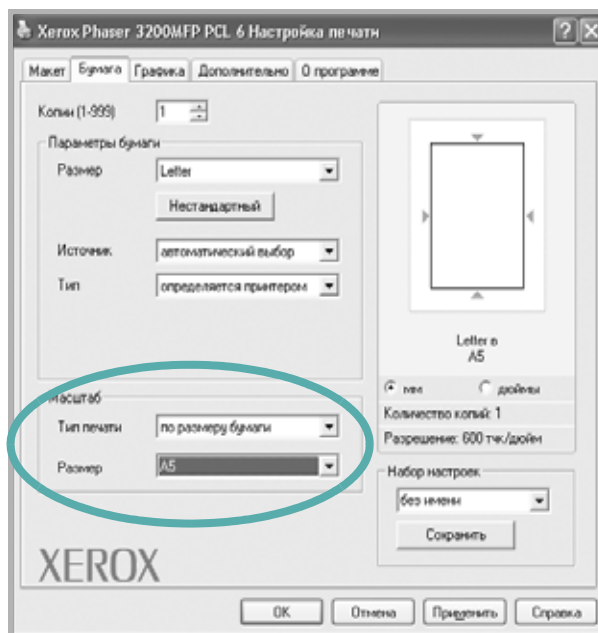 Xerox Phaser 3200MFP PCL 6 Настройка печати
Макет Бумага Графика Дополнительно О программе
Копии (1-999) 1
Параметры бумаги
Размер Letter
Нестандартный
Источник автоматический выбор
Тип определяется принтером
Letter в
A5
мм дюймы
Количество копий: 1
Разрешение: 600 тчк/дюйм
Масштаб
Тип печати по размеру бумаги
Размер A5
Набор настроек
без имени
Сохранить
XEROX
OK Отмена Применить Справка